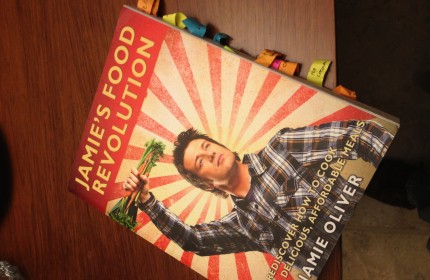 JAMIE'S FOOD
REVOLUTION
REDISCOVER HOW TO COOK
DELICIOUS, AFFORDABLE MEALS
JAMIE OLIVER